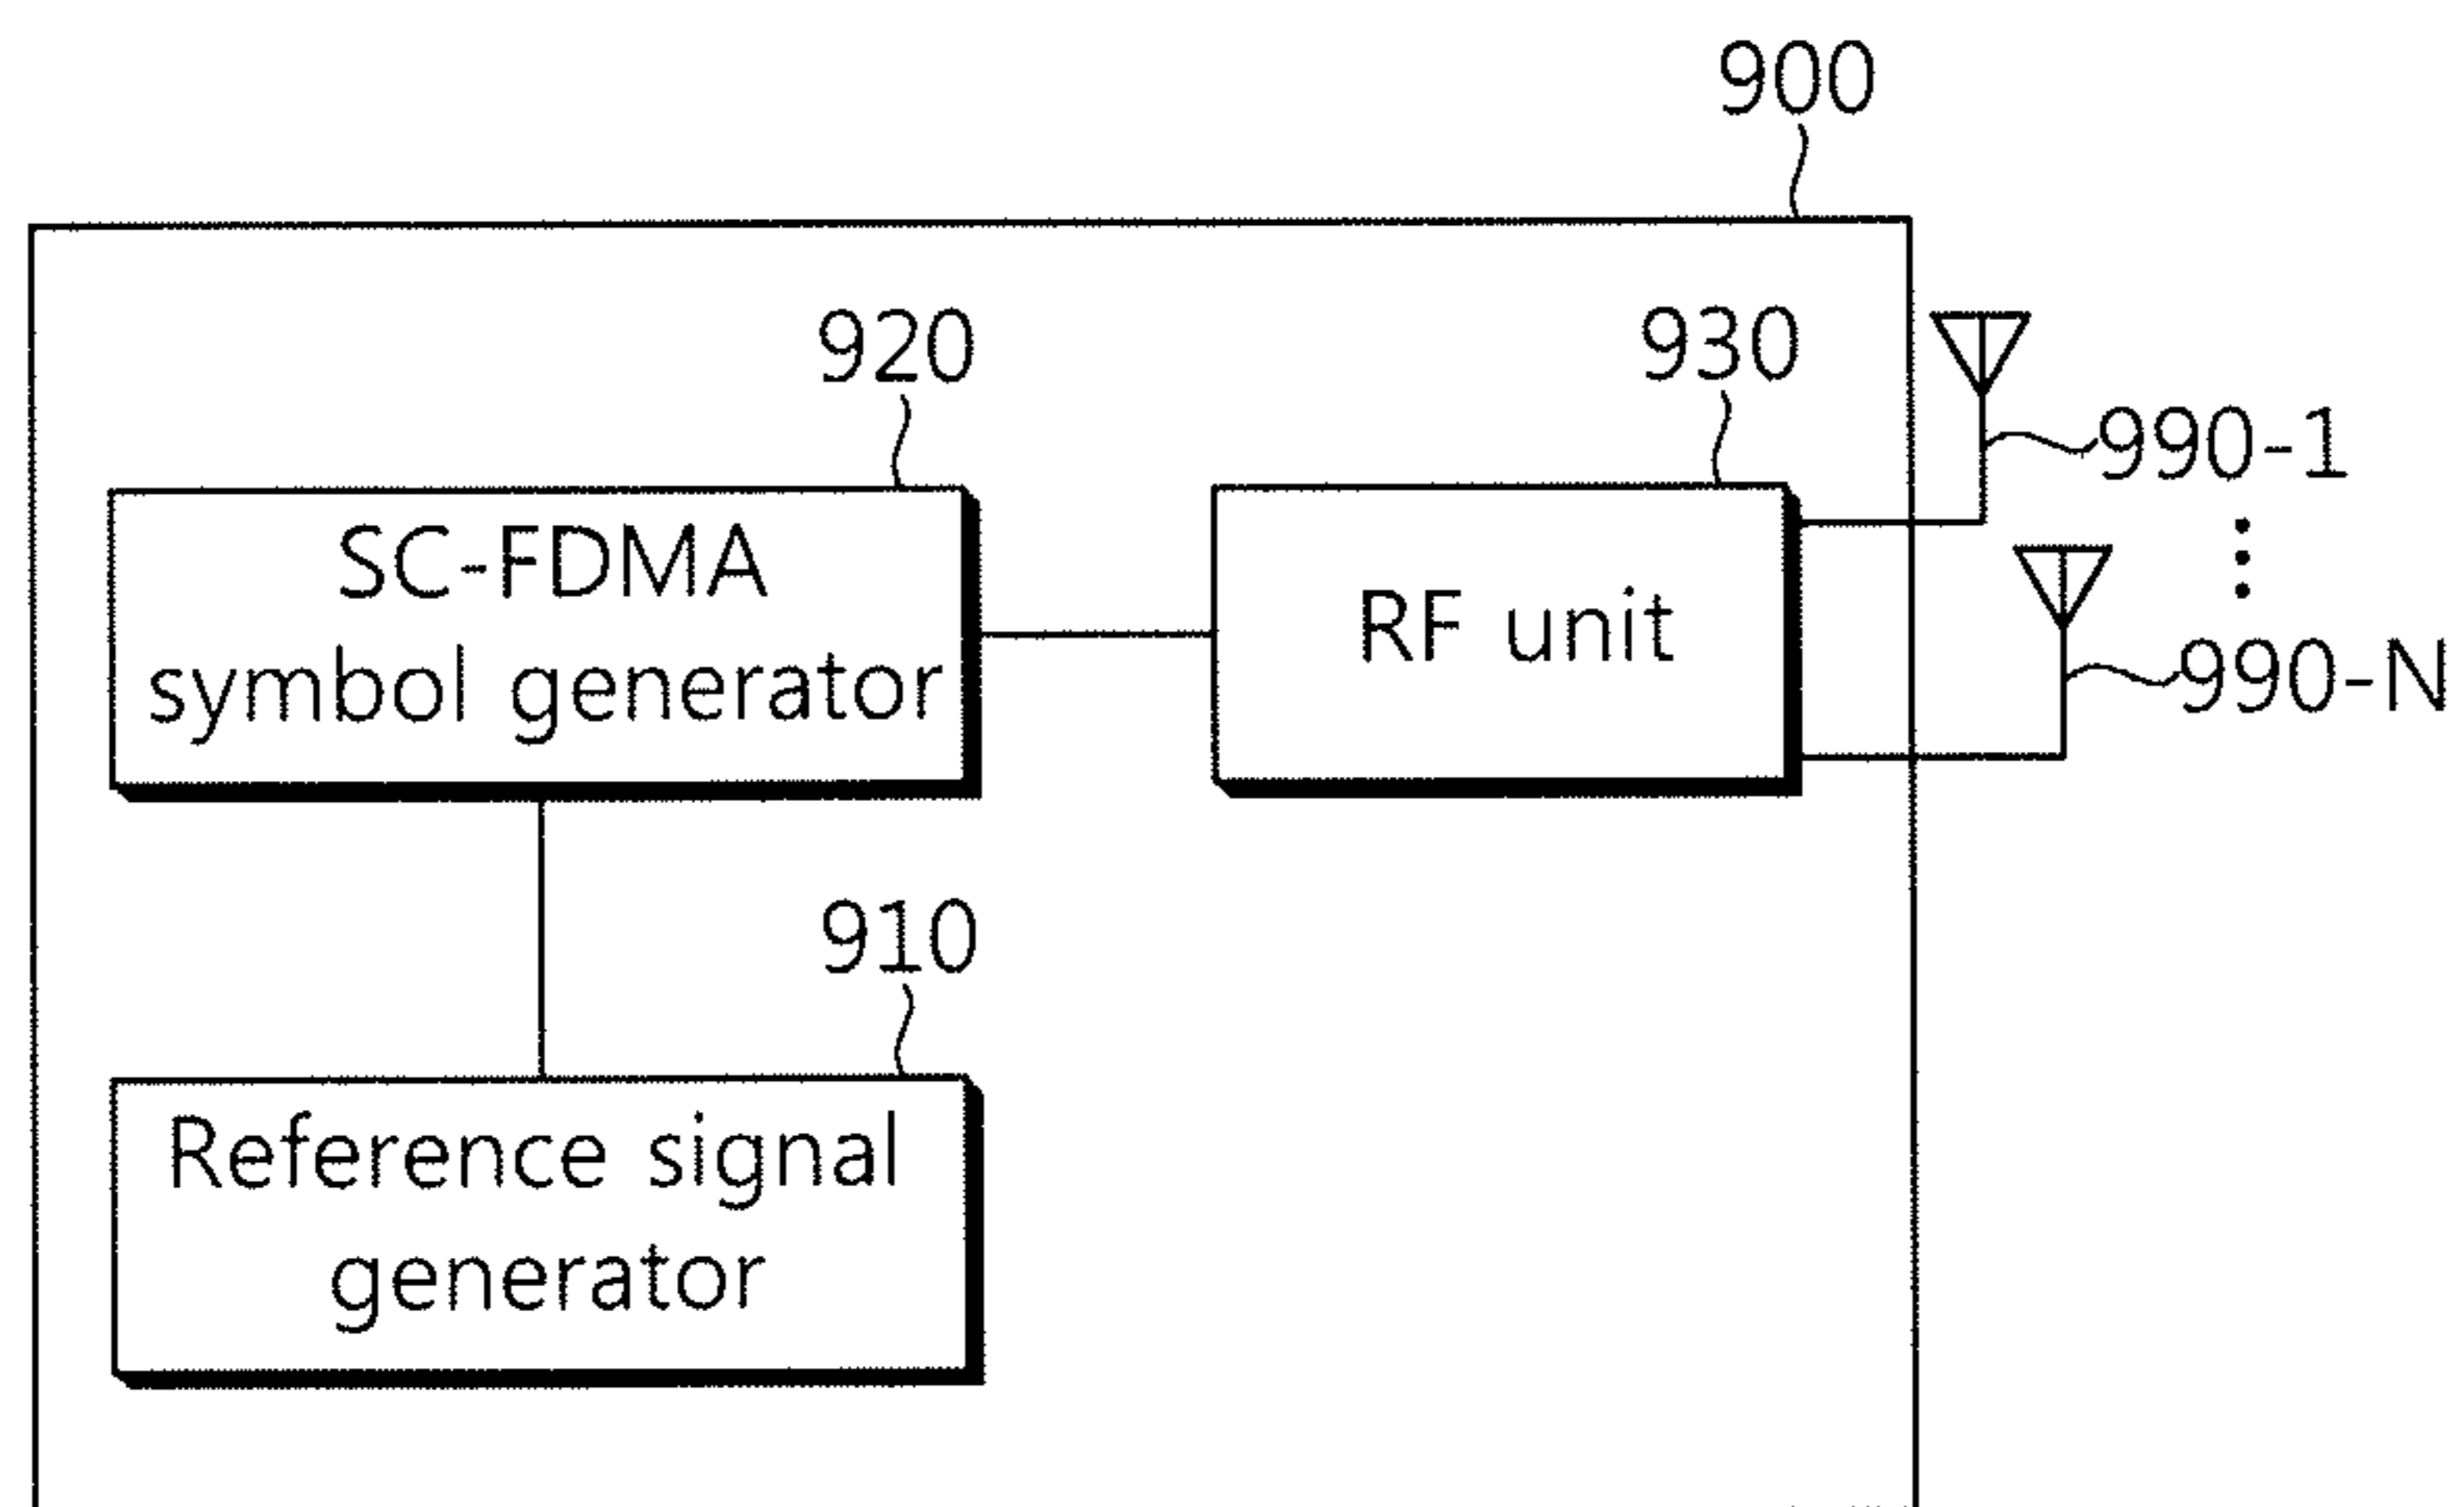 900
920
930
990-1
SC-FDMA
symbol generator
RF unit
990-N
910
Reference signal
generator